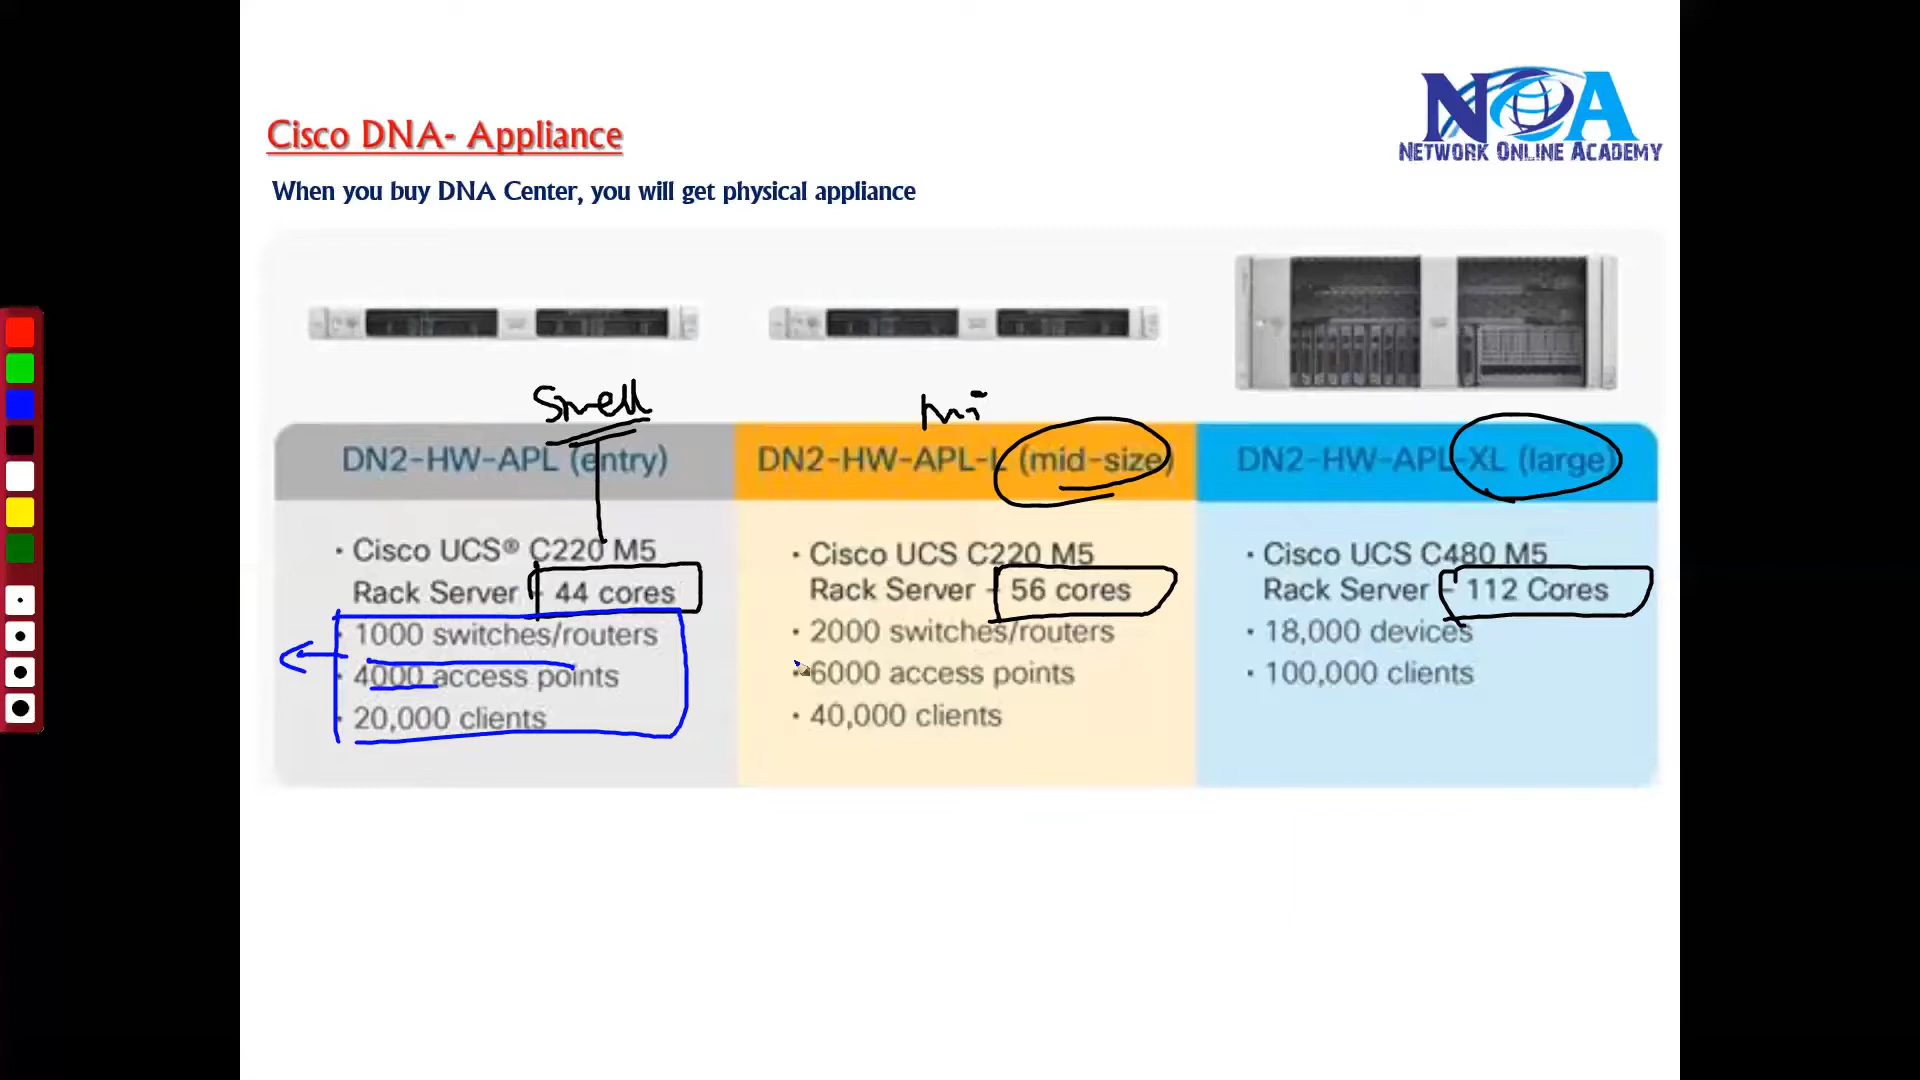 NOA
NETWORK ONLINE ACADEMY
Cisco DNA- Appliance
When you buy DNA Center, you will get physical appliance
Smell
Mi
DN2-HW-APL (entry)
• Cisco UCS® C220 M5
Rack Server - 44 cores
• 1000 switches/routers
• 4000 access points
• 20,000 clients
DN2-HW-APL-L (mid-size)
• Cisco UCS C220 M5
Rack Server - 56 cores
• 2000 switches/routers
• 6000 access points
• 40,000 clients
DN2-HW-APL-XL (large)
• Cisco UCS C480 M5
Rack Server - 112 Cores
• 18,000 devices
• 100,000 clients